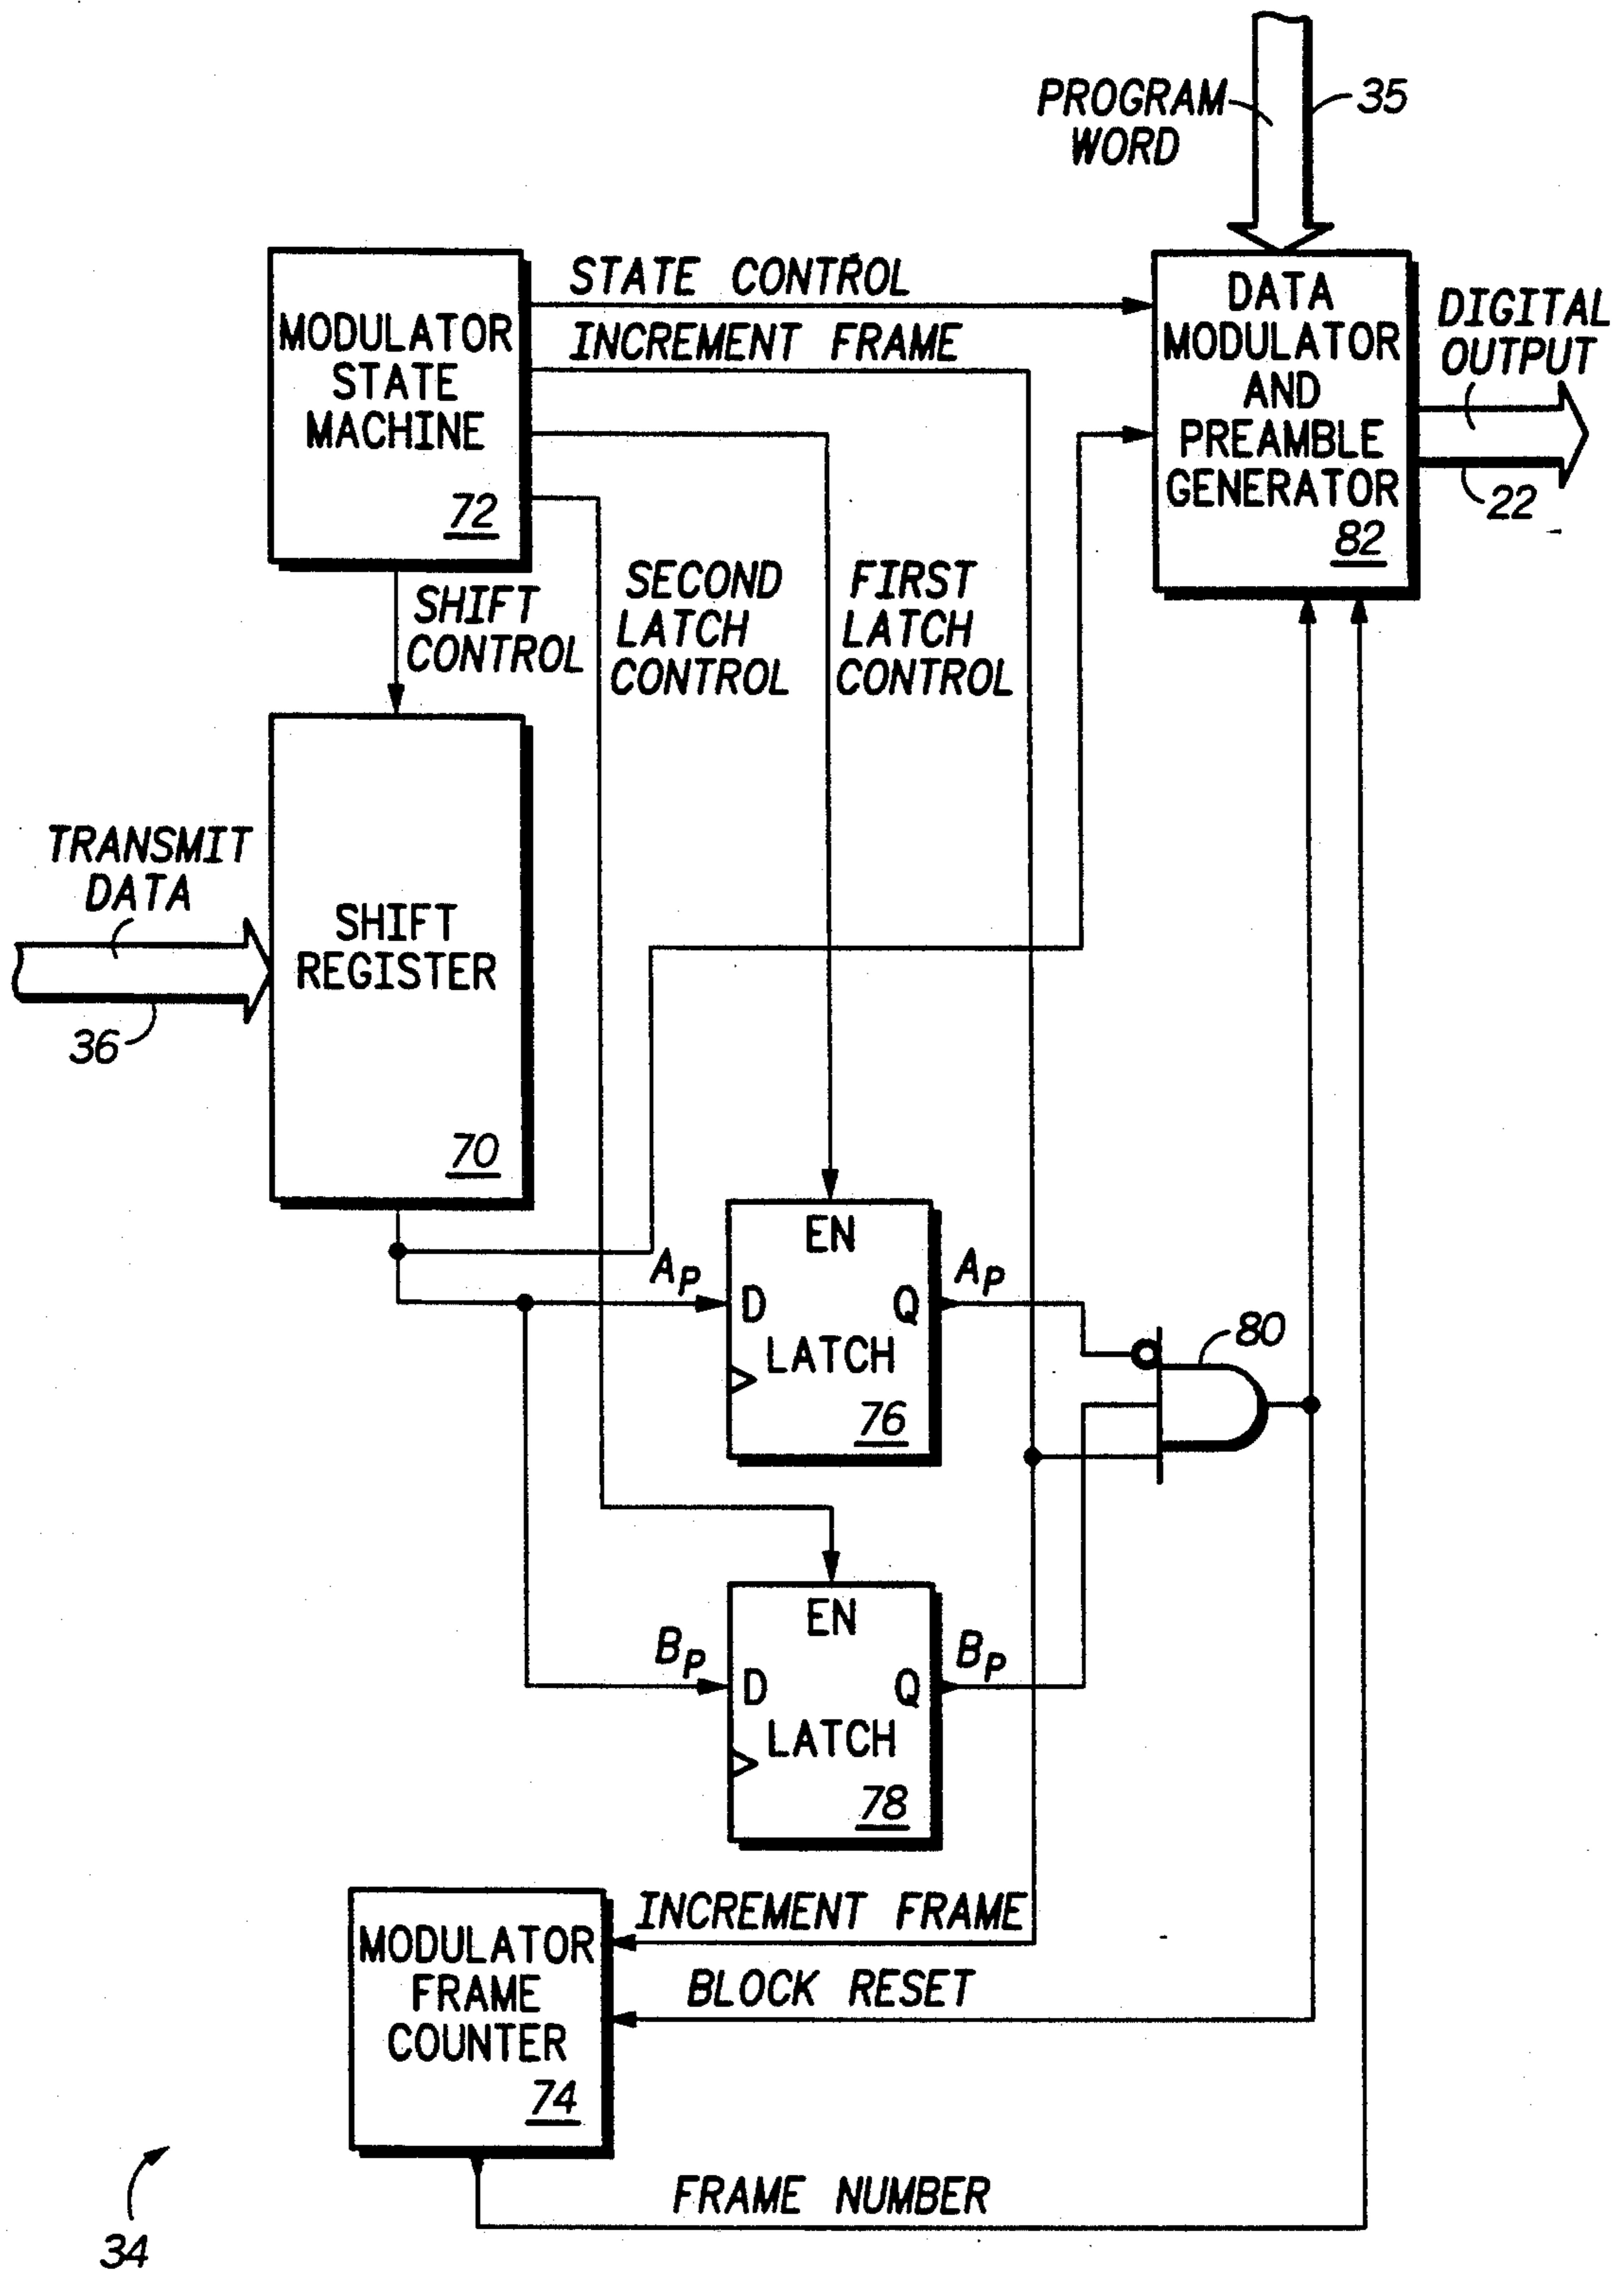 PROGRAM
WORD
35
STATE CONTROL
INCREMENT FRAME
MODULATOR
STATE
MACHINE
72
DATA
MODULATOR
AND
PREAMBLE
GENERATOR
82
DIGITAL
OUTPUT
22
SHIFT
CONTROL
SECOND
LATCH
CONTROL
FIRST
LATCH
CONTROL
TRANSMIT
DATA
36
SHIFT
REGISTER
70
AP
EN
D
Q
LATCH
76
AP
80
BP
EN
D
Q
LATCH
78
BP
MODULATOR
FRAME
COUNTER
74
INCREMENT FRAME
BLOCK RESET
FRAME NUMBER
34